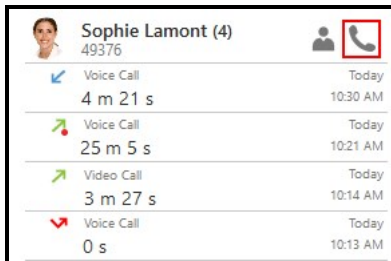 Sophie Lamont (4)
49376
Voice Call Today
4 m 21 s 10:30 AM
Voice Call Today
25 m 5 s 10:21 AM
Video Call Today
3 m 27 s 10:14 AM
Voice Call Today
0 s 10:13 AM